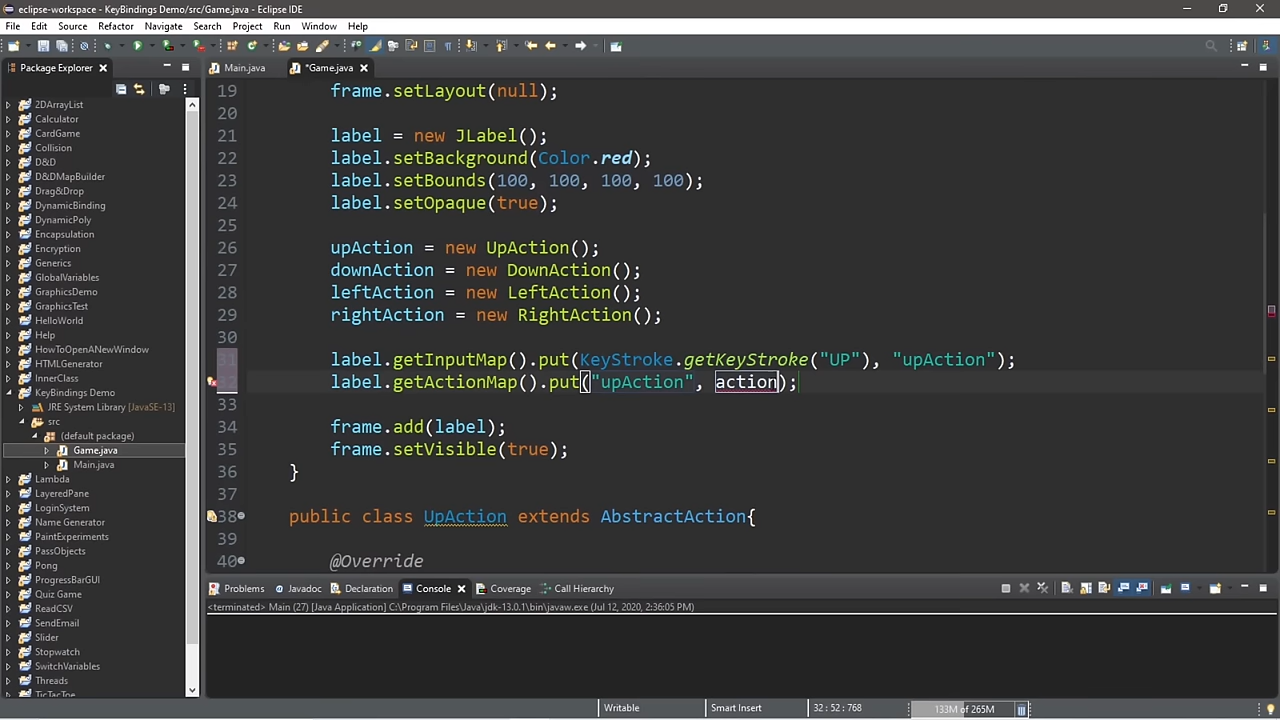 eclipse-workspace - KeyBindings Demo/src/Game.java - Eclipse IDE
File Edit Source Refactor Navigate Search Project Run Window Help
Package Explorer
Main.java
*Game.java
2DArrayList
Calculator
CardGame
Collision
D&D
D&DMapBuilder
Drag&Drop
DynamicBinding
DynamicPoly
Encapsulation
Encryption
Generics
GlobalVariables
GraphicsDemo
GraphicsTest
HelloWorld
Help
HowToOpenANewWindow
HTMLGenerator
InnerClass
KeyBindings Demo
JRE System Library [JavaSE-13]
src
(default package)
Game.java
Main.java
Lambda
LayeredPane
LoginSystem
Name Generator
PaintExperiments
PassObjects
Pong
ProgressBarGUI
Quiz Game
ReadCSV
SendEmail
Slider
Stopwatch
SwitchVariables
Threads
TicTacToe
19 frame.setLayout(null);
20
21 label = new JLabel();
22 label.setBackground(Color.red);
23 label.setBounds(100, 100, 100, 100);
24 label.setOpaque(true);
25
26 upAction = new UpAction();
27 downAction = new DownAction();
28 leftAction = new LeftAction();
29 rightAction = new RightAction();
30
31 label.getInputMap().put(KeyStroke.getKeyStroke("UP"), "upAction");
32 label.getActionMap().put("upAction", action);
33
34 frame.add(label);
35 frame.setVisible(true);
36 }
37
38 public class UpAction extends AbstractAction{
39
40 @Override
Problems Javadoc Declaration Console Coverage Call Hierarchy
<terminated> Main (27) [Java Application] C:\Program Files\Java\jdk-13.0.1\bin\javaw.exe (Jul 12, 2020, 2:36:05 PM)
Writable Smart Insert 32 : 52 : 768 133M of 265M